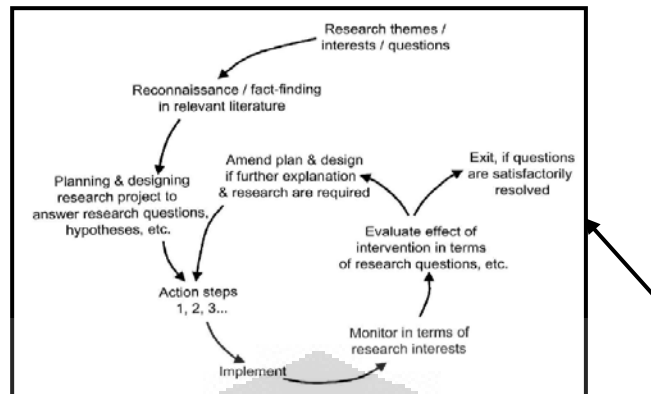 Research themes /
interests / questions
Reconnaissance / fact-finding
in relevant literature
Planning & designing
research project to
answer research questions,
hypotheses, etc.
Amend plan & design
if further explanation
& research are required
Exit, if questions
are satisfactorily
resolved
Evaluate effect of
intervention in terms
of research questions, etc.
Action steps
1, 2, 3...
Monitor in terms of
research interests
Implement